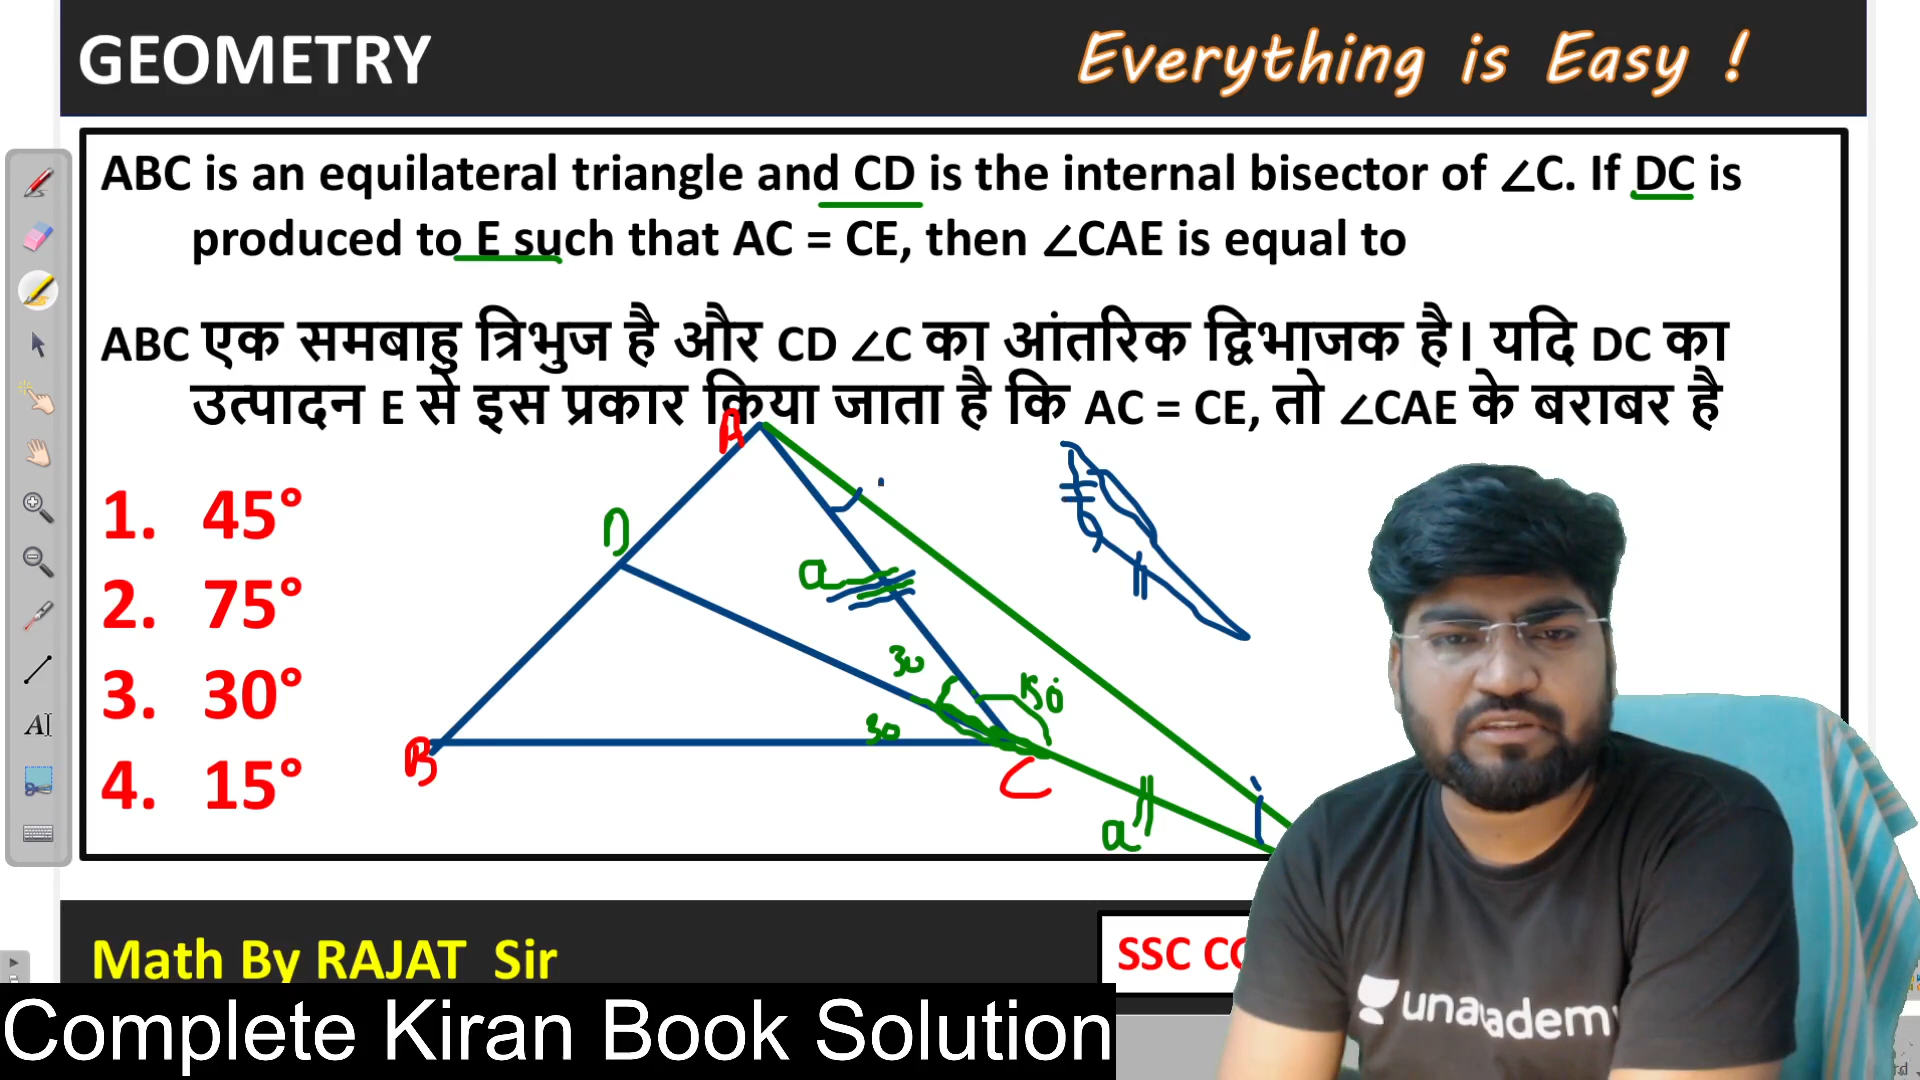 GEOMETRY
Everything is Easy !
ABC is an equilateral triangle and CD is the internal bisector of ∠C. If DC is
produced to E such that AC = CE, then ∠CAE is equal to
ABC एक समबाहु त्रिभुज है और CD ∠C का आंतरिक द्विभाजक है। यदि DC का
उत्पादन E से इस प्रकार किया जाता है कि AC = CE, तो ∠CAE के बराबर है
1. 45°
2. 75°
3. 30°
4. 15°
A
D
a
30
150
30
B
C
a
Math By RAJAT Sir
SSC
Complete Kiran Book Solution
unacademy